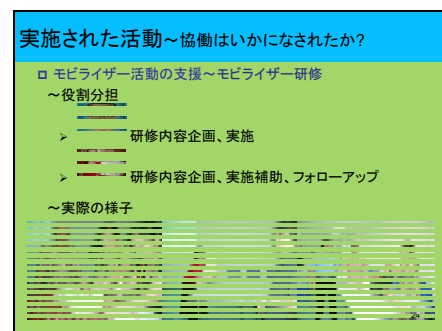 実施された活動~協働はいかになされたか?
モビライザー活動の支援~モビライザー研修
~役割分担
研修内容企画、実施
研修内容企画、実施補助、フォローアップ
~実際の様子
24